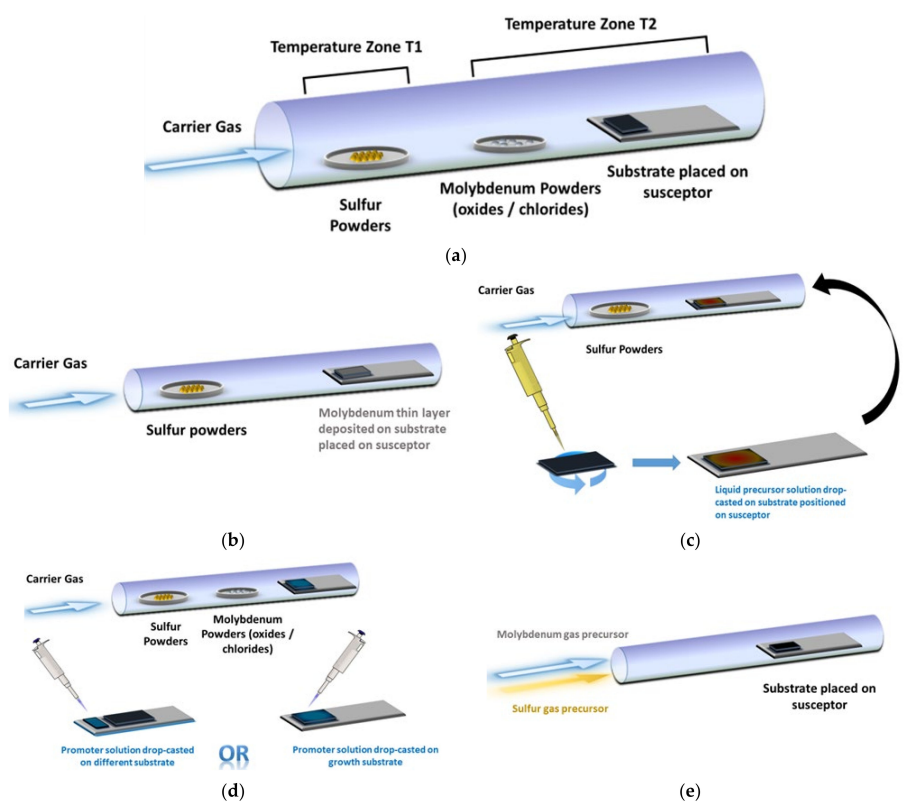 Temperature Zone T1
Temperature Zone T2
Carrier Gas
Sulfur
Powders
Molybdenum Powders
(oxides / chlorides)
Substrate placed on
susceptor
(a)
Carrier Gas
Sulfur powders
Molybdenum thin layer
deposited on substrate
placed on susceptor
(b)
Carrier Gas
Sulfur Powders
Liquid precursor solution drop-
casted on substrate positioned
on susceptor
(c)
Carrier Gas
Sulfur
Powders
Molybdenum
Powders (oxides /
chlorides)
Promoter solution drop-casted
on different substrate
OR
Promoter solution drop-casted on
growth substrate
(d)
Molybdenum gas precursor
Sulfur gas precursor
Substrate placed on
susceptor
(e)